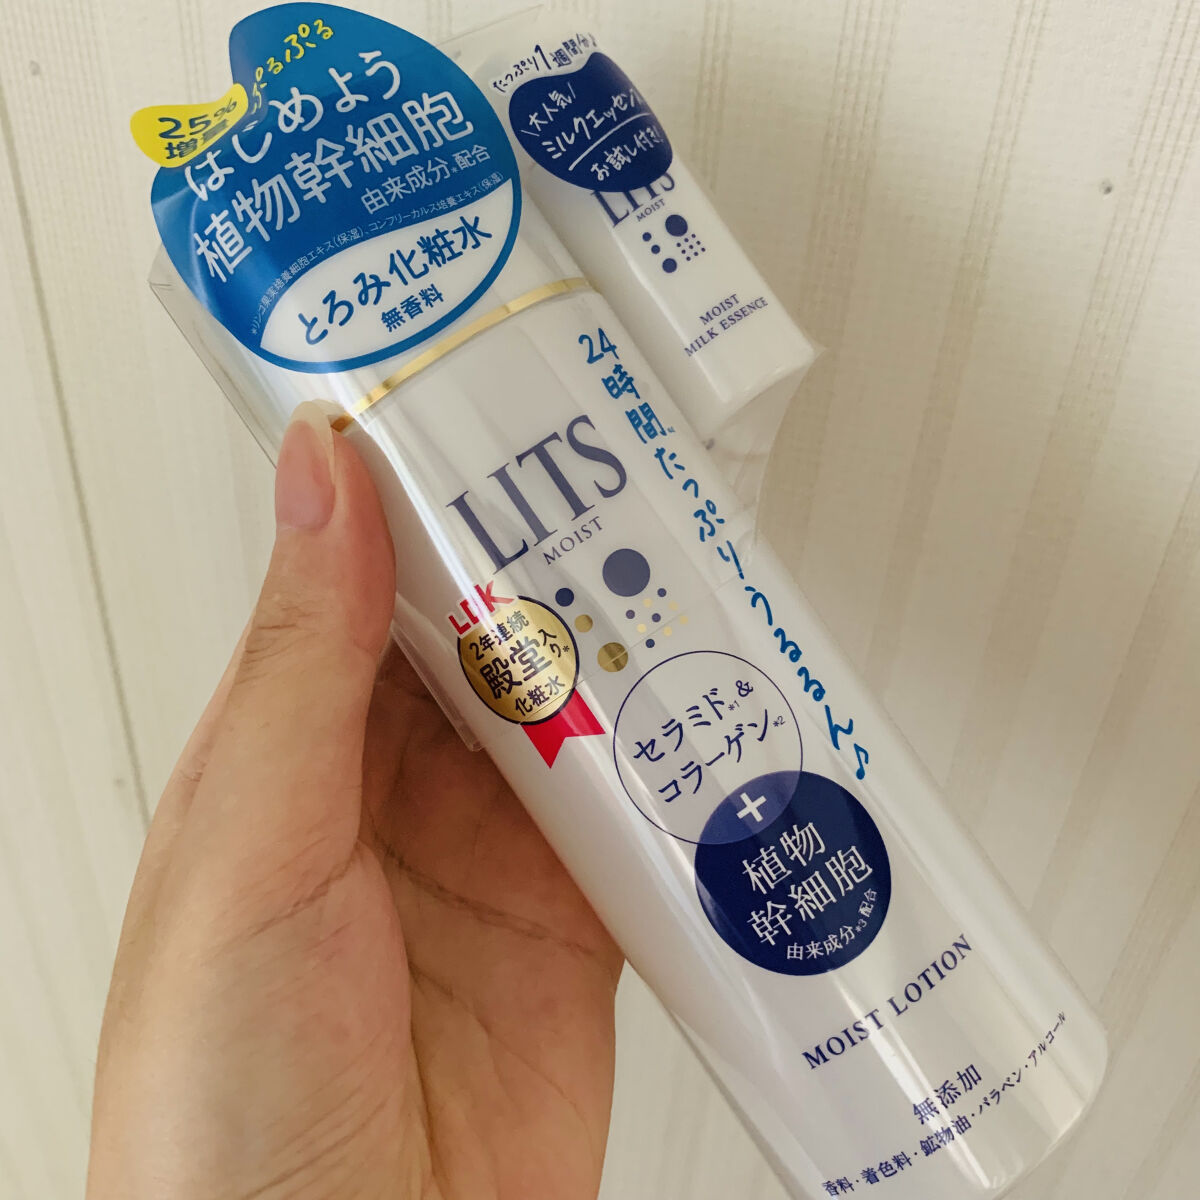 ぷるぷる
25%
増量
はじめよう
植物幹細胞
由来成分*配合
*リンゴ果実培養細胞エキス(保湿)、コンフリーカルス培養エキス(保湿)
とろみ化粧水
無香料
たっぷり1週間分♪
\大人気/
ミルクエッセンス
お試し付き!
LITS
MOIST
MOIST
MILK ESSENCE
24時間たっぷりうるるん♪
LITS
MOIST
LDK
2年連続
殿堂入り*
化粧水
セラミド*1&
コラーゲン*2
+
植物
幹細胞
由来成分*3配合
MOIST LOTION
無添加
香料・着色料・鉱物油・パラベン・アルコール